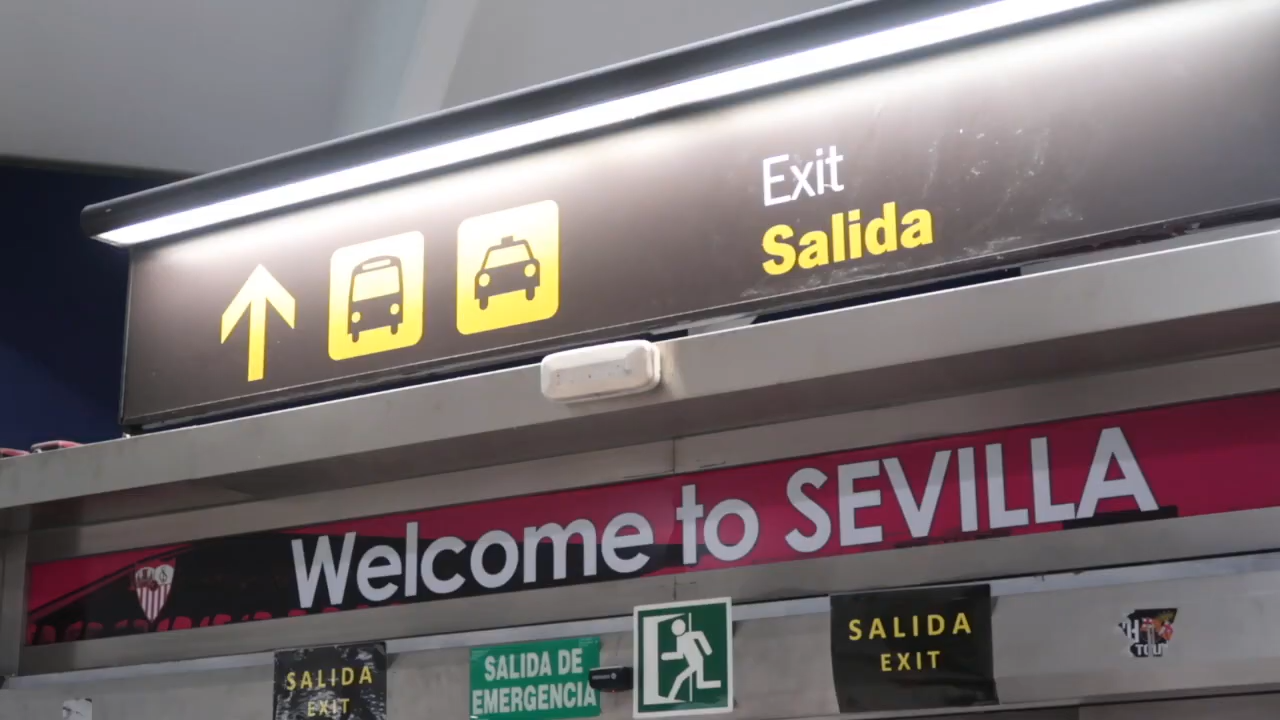 Exit
Salida
Welcome to SEVILLA
SALIDA
EXIT
SALIDA DE
EMERGENCIA
SALIDA
EXIT